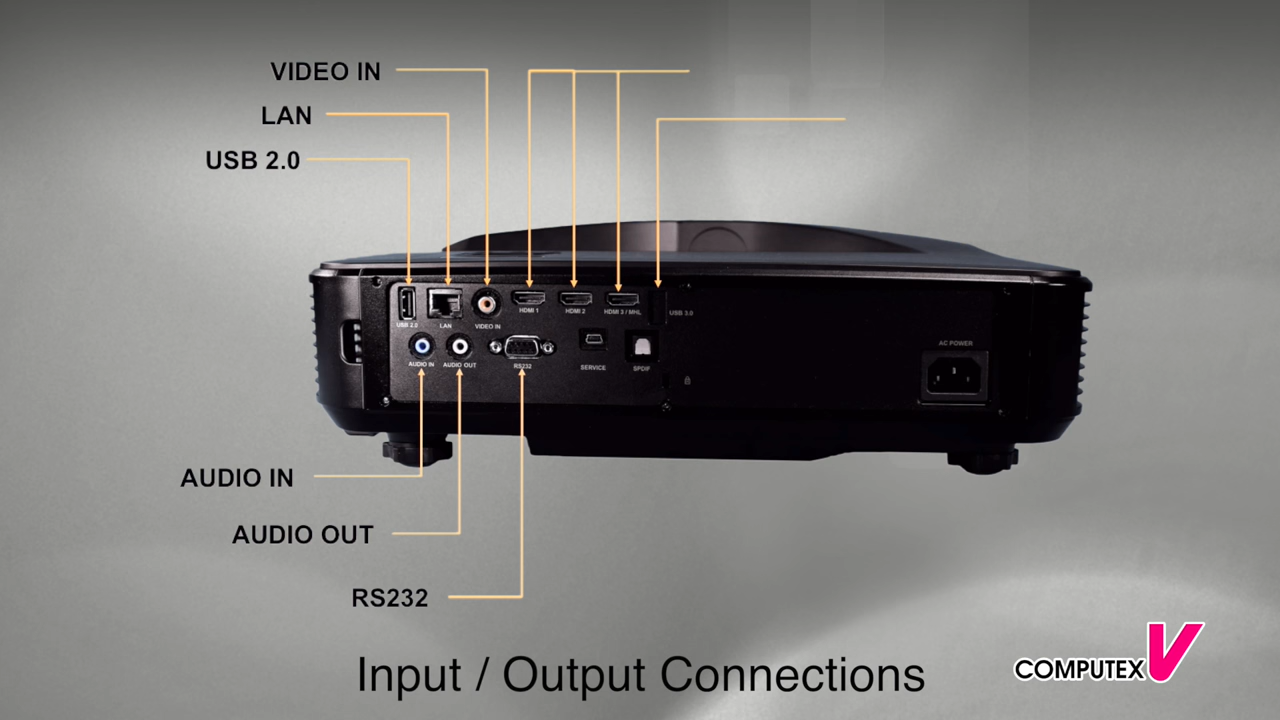 VIDEO IN
LAN
USB 2.0
USB 2.0
LAN
VIDEO IN
HDMI 1
HDMI 2
HDMI 3 / MHL
USB 3.0
AUDIO IN
AUDIO OUT
RS232
SERVICE
SPDIF
AC POWER
AUDIO IN
AUDIO OUT
RS232
Input / Output Connections
COMPUTEX V